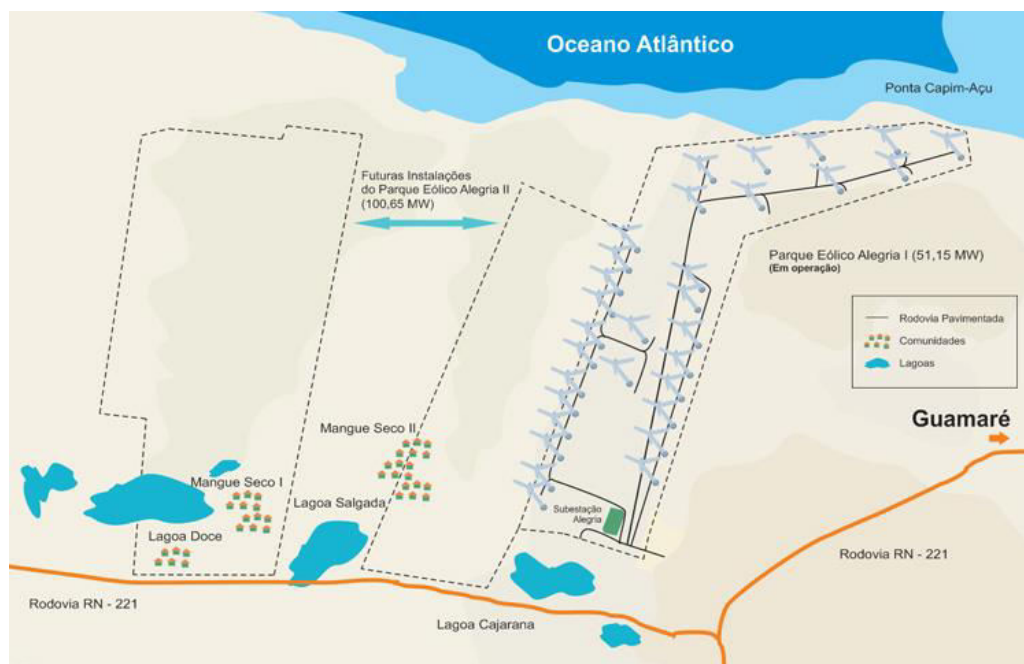 Oceano Atlântico
Ponta Capim-Açu
Futuras Instalações
do Parque Eólico Alegria II
(100,65 MW)
Parque Eólico Alegria I (51,15 MW)
(Em operação)
Rodovia Pavimentada
Comunidades
Lagoas
Guamaré
Mangue Seco II
Mangue Seco I
Lagoa Salgada
Subestação
Alegria
Lagoa Doce
Rodovia RN - 221
Rodovia RN - 221
Lagoa Cajarana